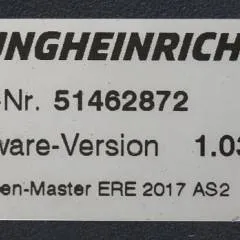 UNGHEINRICH
-Nr. 51462872
ware-Version 1.03
en-Master ERE 2017 AS2